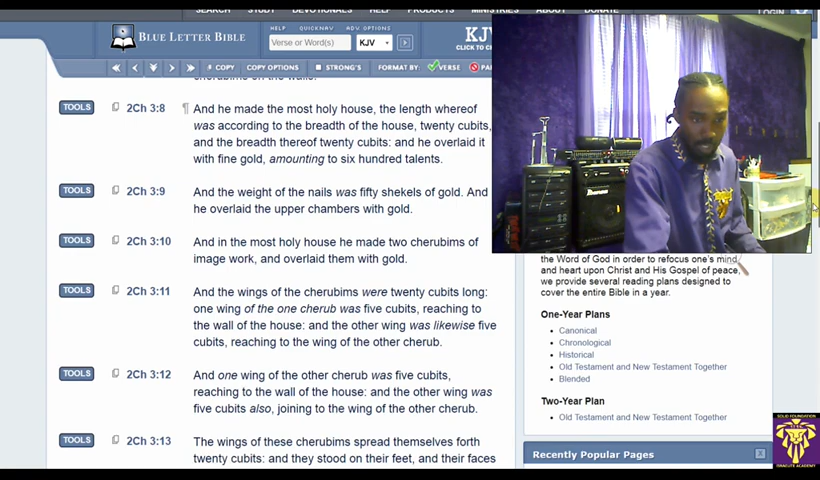 SEARCH STUDY DEVOTIONALS HELP PRODUCTS MINISTRIES ABOUT DONATE LOGIN
BLUE LETTER BIBLE
HELP QUICKNAV ADV. OPTIONS
Verse or Word(s) KJV
KJV
CLICK TO
COPY COPY OPTIONS STRONG'S FORMAT BY: VERSE
cherubims on the walls.
TOOLS 2Ch 3:8 ¶ And he made the most holy house, the length whereof
was according to the breadth of the house, twenty cubits,
and the breadth thereof twenty cubits: and he overlaid it
with fine gold, amounting to six hundred talents.
TOOLS 2Ch 3:9 And the weight of the nails was fifty shekels of gold. And
he overlaid the upper chambers with gold.
TOOLS 2Ch 3:10 And in the most holy house he made two cherubims of
image work, and overlaid them with gold.
TOOLS 2Ch 3:11 And the wings of the cherubims were twenty cubits long:
one wing of the one cherub was five cubits, reaching to
the wall of the house: and the other wing was likewise five
cubits, reaching to the wing of the other cherub.
TOOLS 2Ch 3:12 And one wing of the other cherub was five cubits,
reaching to the wall of the house: and the other wing was
five cubits also, joining to the wing of the other cherub.
TOOLS 2Ch 3:13 The wings of these cherubims spread themselves forth
twenty cubits: and they stood on their feet, and their faces
the Word of God in order to refocus one's mind
and heart upon Christ and His Gospel of peace,
we provide several reading plans designed to
cover the entire Bible in a year.
One-Year Plans
Canonical
Chronological
Historical
Old Testament and New Testament Together
Blended
Two-Year Plan
Old Testament and New Testament Together
Recently Popular Pages
Ibanez
SOLID FOUNDATION
ISRAELITE ACADEMY